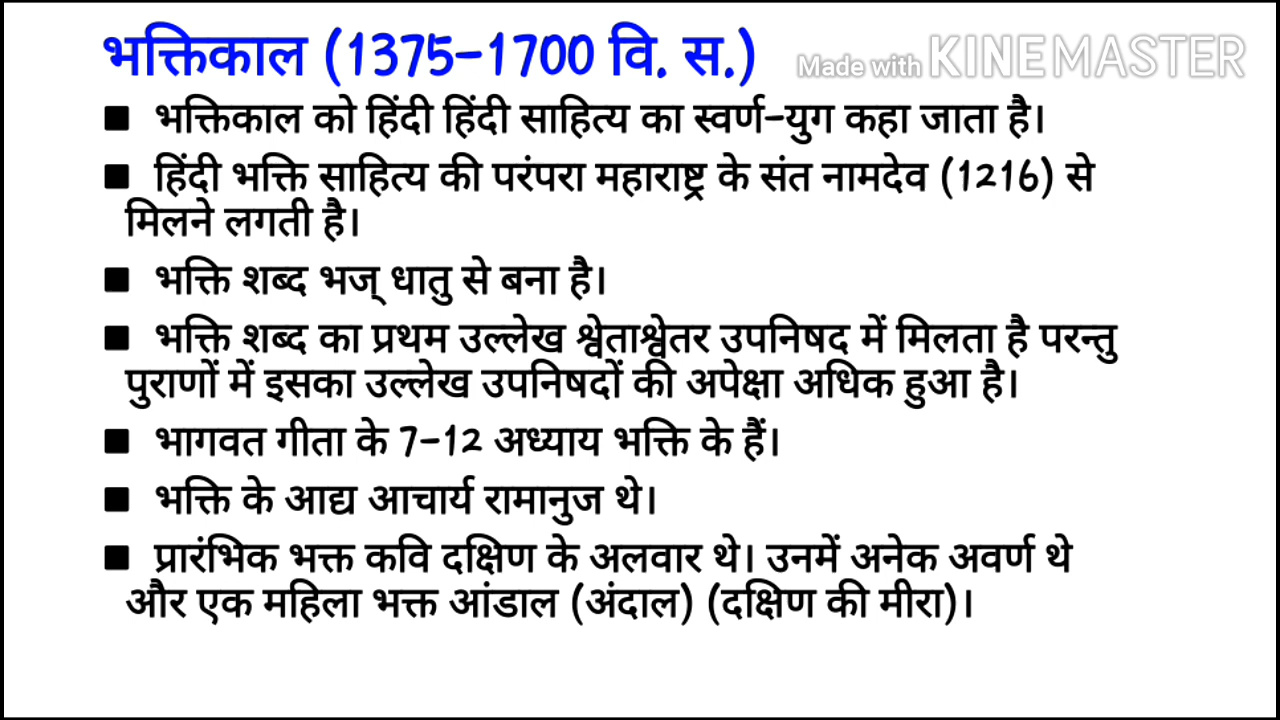 भक्तिकाल (1375-1700 वि. स.)
Made with KINEMASTER
■ भक्तिकाल को हिंदी हिंदी साहित्य का स्वर्ण-युग कहा जाता है।
■ हिंदी भक्ति साहित्य की परंपरा महाराष्ट्र के संत नामदेव (1216) से
मिलने लगती है।
■ भक्ति शब्द भज् धातु से बना है।
■ भक्ति शब्द का प्रथम उल्लेख श्वेताश्वेतर उपनिषद में मिलता है परन्तु
पुराणों में इसका उल्लेख उपनिषदों की अपेक्षा अधिक हुआ है।
■ भागवत गीता के 7-12 अध्याय भक्ति के हैं।
■ भक्ति के आद्य आचार्य रामानुज थे।
■ प्रारंभिक भक्त कवि दक्षिण के अलवार थे। उनमें अनेक अवर्ण थे
और एक महिला भक्त आंडाल (अंदाल) (दक्षिण की मीरा)।